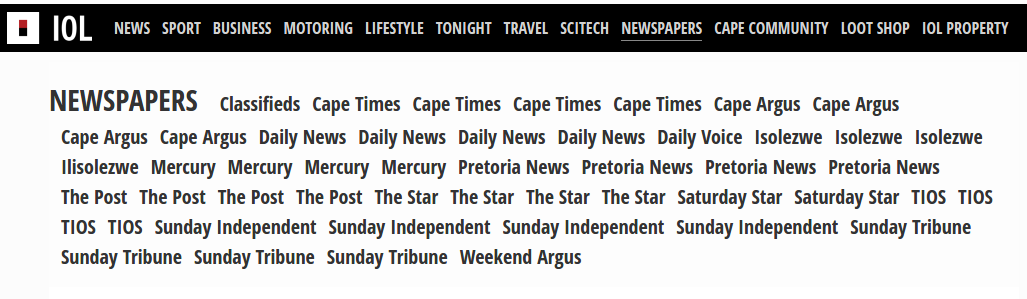 IOL NEWS SPORT BUSINESS MOTORING LIFESTYLE TONIGHT TRAVEL SCITECH NEWSPAPERS CAPE COMMUNITY LOOT SHOP IOL PROPERTY
NEWSPAPERS Classifieds Cape Times Cape Times Cape Times Cape Times Cape Argus Cape Argus
Cape Argus Cape Argus Daily News Daily News Daily News Daily News Daily Voice Isolezwe Isolezwe Isolezwe
Ilisolezwe Mercury Mercury Mercury Mercury Pretoria News Pretoria News Pretoria News Pretoria News
The Post The Post The Post The Post The Star The Star The Star The Star Saturday Star Saturday Star TIOS TIOS
TIOS TIOS Sunday Independent Sunday Independent Sunday Independent Sunday Independent Sunday Tribune
Sunday Tribune Sunday Tribune Sunday Tribune Weekend Argus